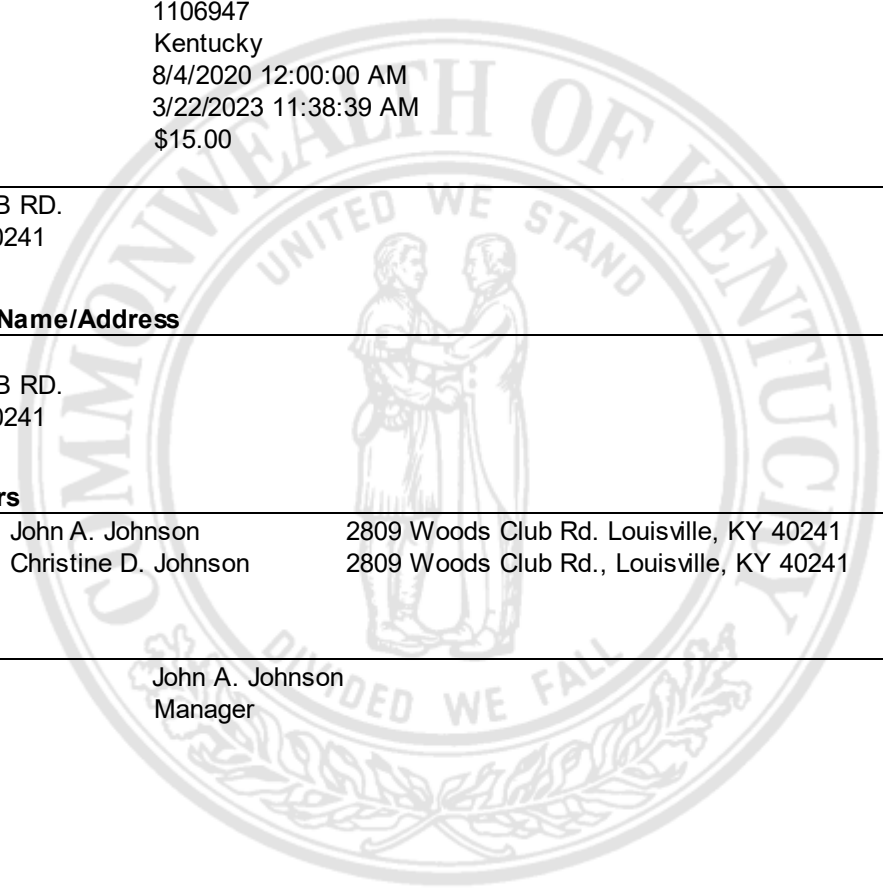 1106947
Kentucky
8/4/2020 12:00:00 AM
3/22/2023 11:38:39 AM
$15.00
B RD.
0241
Name/Address
B RD.
0241
rs
John A. Johnson 2809 Woods Club Rd. Louisville, KY 40241
Christine D. Johnson 2809 Woods Club Rd., Louisville, KY 40241
John A. Johnson
Manager
COMMONWEALTH OF KENTUCKY
UNITED WE STAND
DIVIDED WE FALL